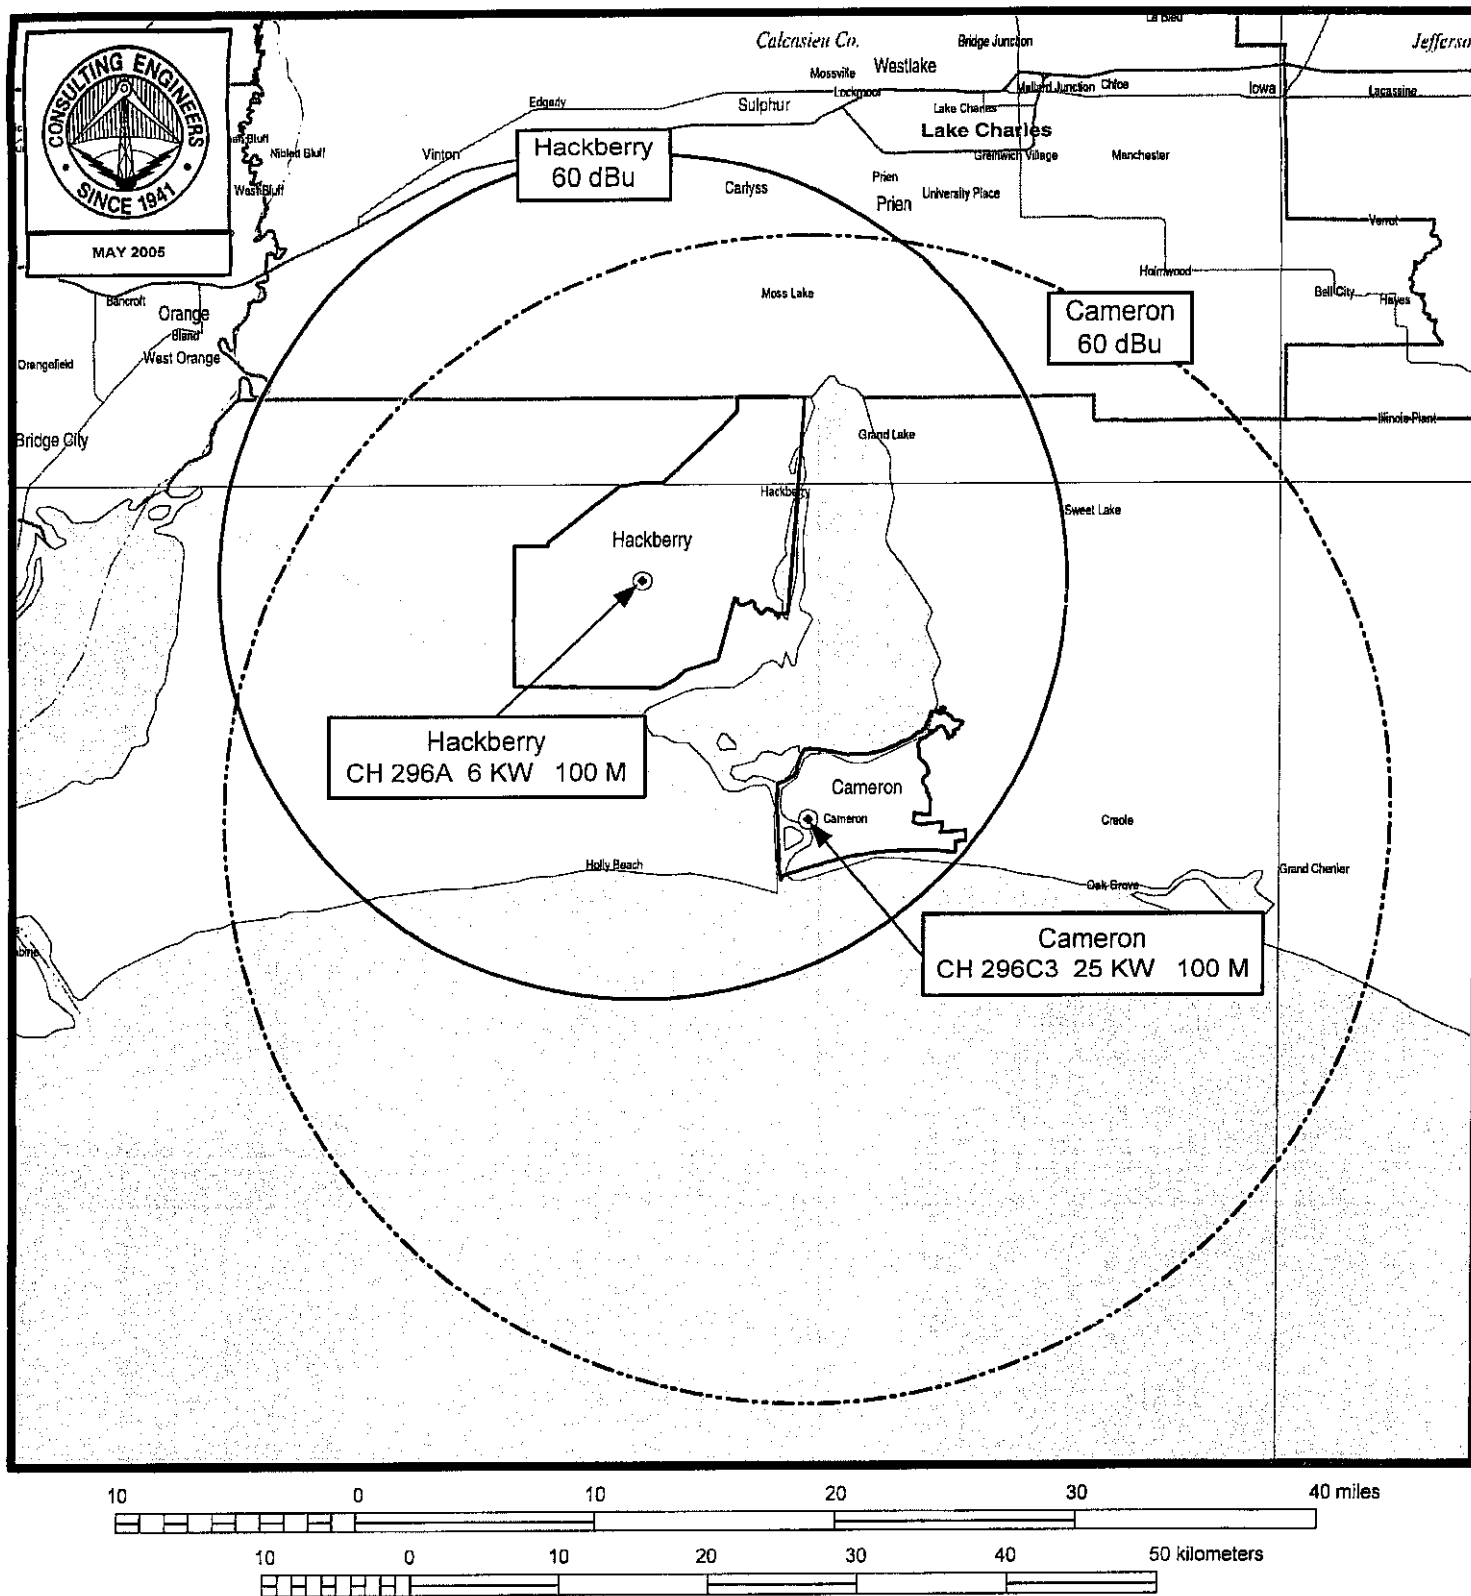 Calcasieu Co.
Bridge Junction
Le Bleu
CONSULTING ENGINEERS
SINCE 1941
MAY 2005
Mossville
Westlake
Edgerly
Sulphur
Lockmoor
Lake Charles
Mallard Junction
Chloe
Iowa
Lacassine
Lake Charles
Greinwich Village
Manchester
Hackberry
60 dBu
Vinton
Nibled Bluff
West Bluff
Carlyss
Prien
Prien
University Place
Verret
Holmwood
Bell City
Hayes
Bancroft
Orange
Bland
West Orange
Orangefield
Moss Lake
Cameron
60 dBu
Bridge City
Grand Lake
Illinois Plant
Hackberry
Sweet Lake
Hackberry
Hackberry
CH 296A 6 KW 100 M
Cameron
Cameron
Creole
Holly Beach
Oak Grove
Grand Chenier
Cameron
CH 296C3 25 KW 100 M
10 0 10 20 30 40 miles
10 0 10 20 30 40 50 kilometers